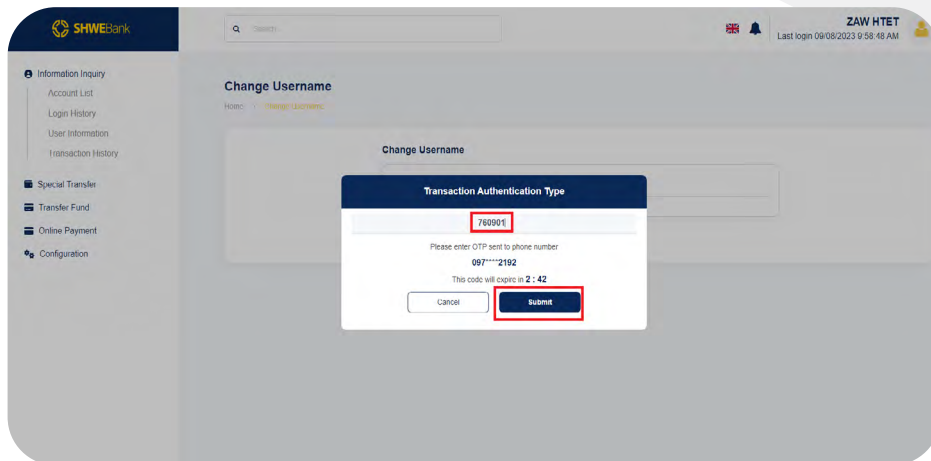 SHWEBank
Search...
ZAW HTET
Last login 09/08/2023 9:58:48 AM
Information Inquiry
Account List
Login History
User Information
Transaction History
Special Transfer
Transfer Fund
Online Payment
Configuration
Change Username
Home > Change Username
Change Username
Transaction Authentication Type
760901
Please enter OTP sent to phone number
097****2192
This code will expire in 2 : 42
Cancel
Submit